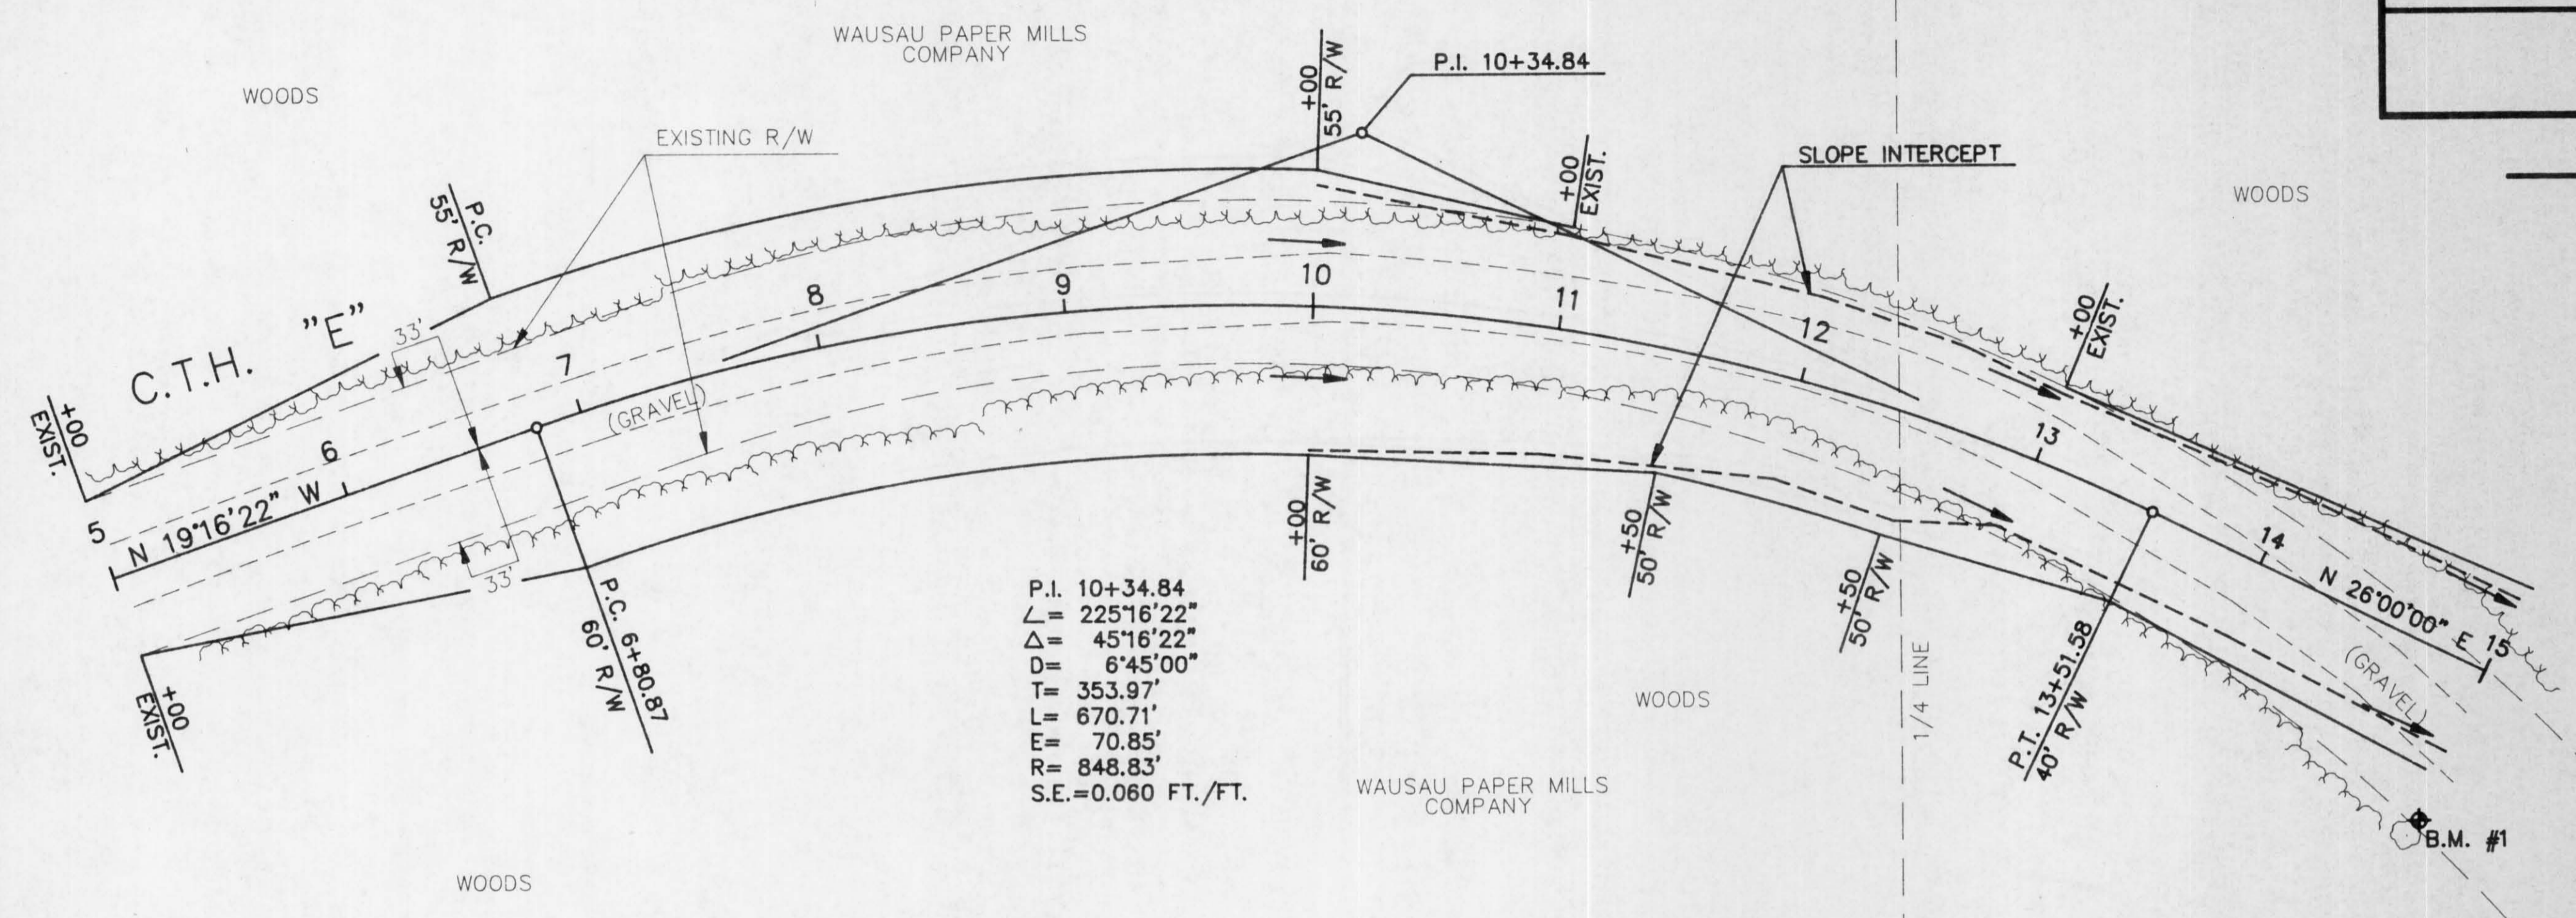 WAUSAU PAPER MILLS
COMPANY
WOODS
EXISTING R/W
+00
55' R/W
P.I. 10+34.84
+00
EXIST.
SLOPE INTERCEPT
WOODS
P.C.
55' R/W
C.T.H. "E"
33'
+00
EXIST.
+00
EXIST.
5
6
7
8
9
10
11
12
13
14
15
N 19°16'22" W
(GRAVEL)
33'
+00
EXIST.
P.C. 6+80.87
60' R/W
+00
60' R/W
+50
50' R/W
+50
50' R/W
P.T. 13+51.58
40' R/W
N 26°00'00" E
(GRAVEL)
P.I. 10+34.84
∠= 225°16'22"
Δ= 45°16'22"
D= 6°45'00"
T= 353.97'
L= 670.71'
E= 70.85'
R= 848.83'
S.E.=0.060 FT./FT.
WOODS
1/4 LINE
WAUSAU PAPER MILLS
COMPANY
B.M. #1
WOODS